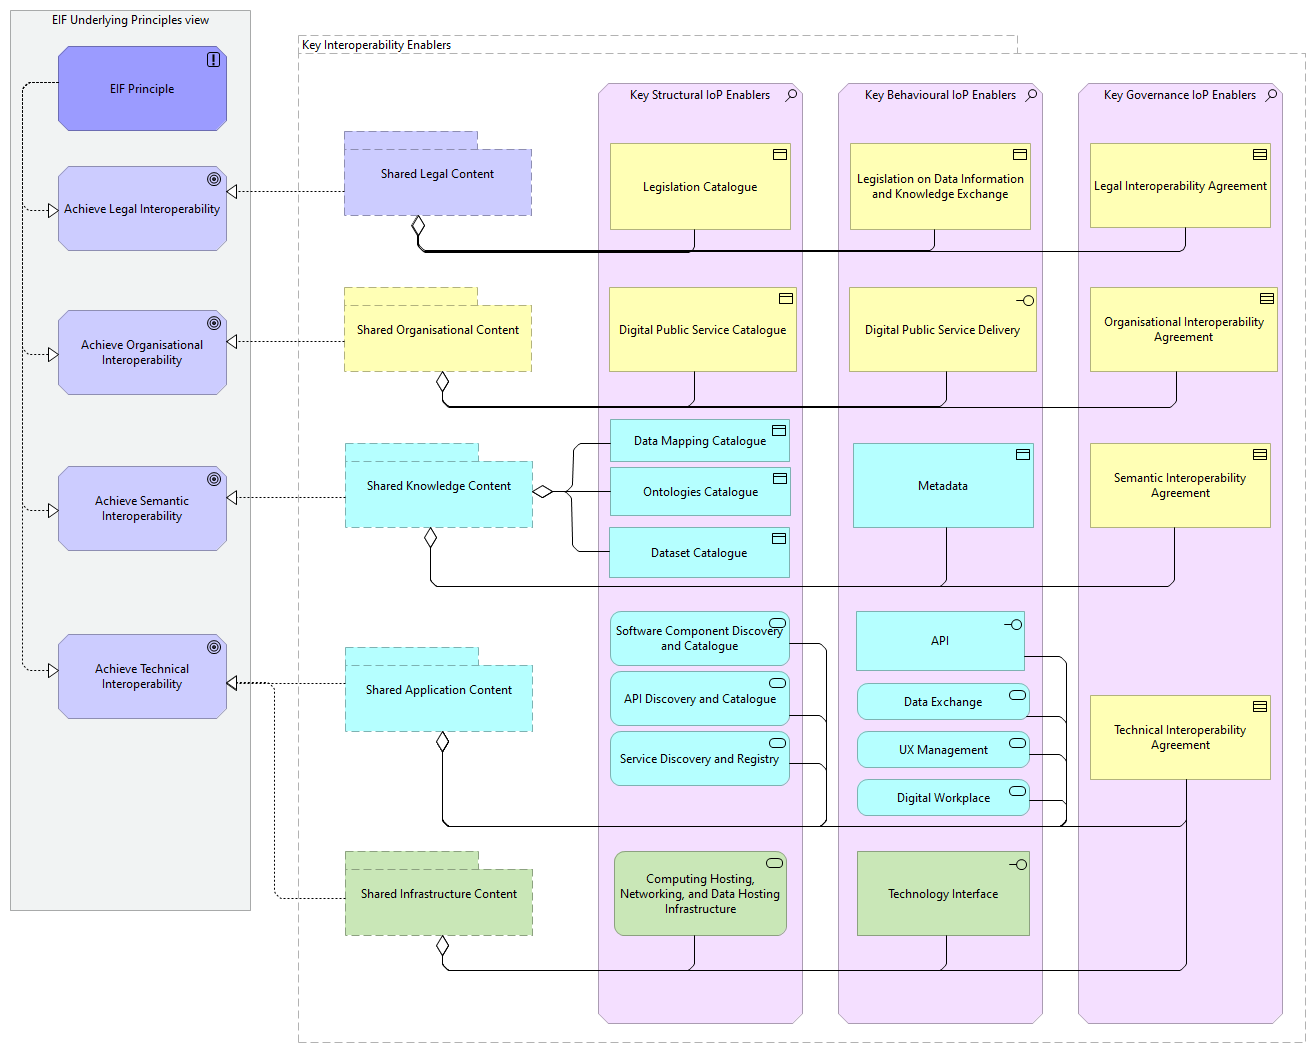 EIF Underlying Principles view
EIF Principle
Achieve Legal Interoperability
Achieve Organisational
Interoperability
Achieve Semantic
Interoperability
Achieve Technical
Interoperability
Key Interoperability Enablers
Key Structural IoP Enablers
Key Behavioural IoP Enablers
Key Governance IoP Enablers
Shared Legal Content
Legislation Catalogue
Legislation on Data Information
and Knowledge Exchange
Legal Interoperability Agreement
Shared Organisational Content
Digital Public Service Catalogue
Digital Public Service Delivery
Organisational Interoperability
Agreement
Shared Knowledge Content
Data Mapping Catalogue
Ontologies Catalogue
Dataset Catalogue
Metadata
Semantic Interoperability
Agreement
Shared Application Content
Software Component Discovery
and Catalogue
API Discovery and Catalogue
Service Discovery and Registry
API
Data Exchange
UX Management
Digital Workplace
Technical Interoperability
Agreement
Shared Infrastructure Content
Computing Hosting,
Networking, and Data Hosting
Infrastructure
Technology Interface